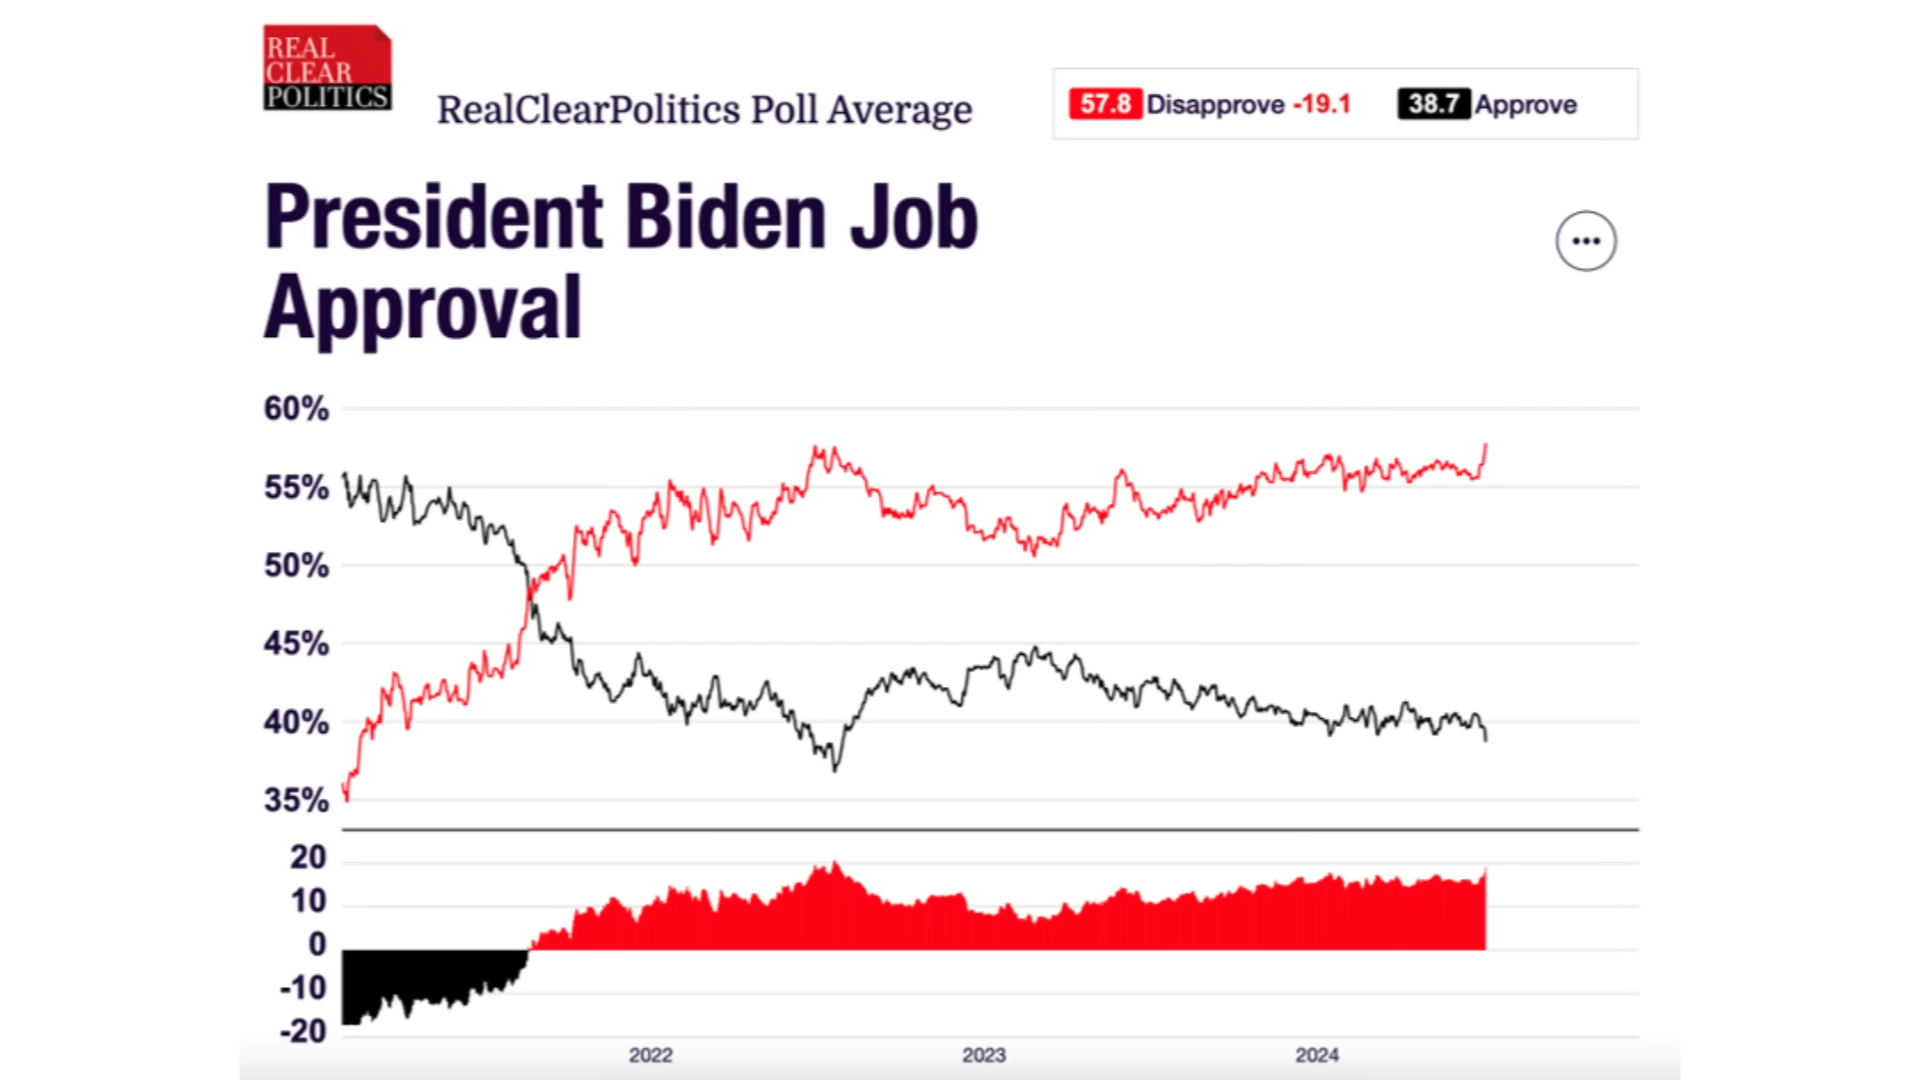 REAL
CLEAR
POLITICS
RealClearPolitics Poll Average
57.8 Disapprove -19.1 38.7 Approve
President Biden Job
Approval
60%
55%
50%
45%
40%
35%
20
10
0
-10
-20
2022 2023 2024